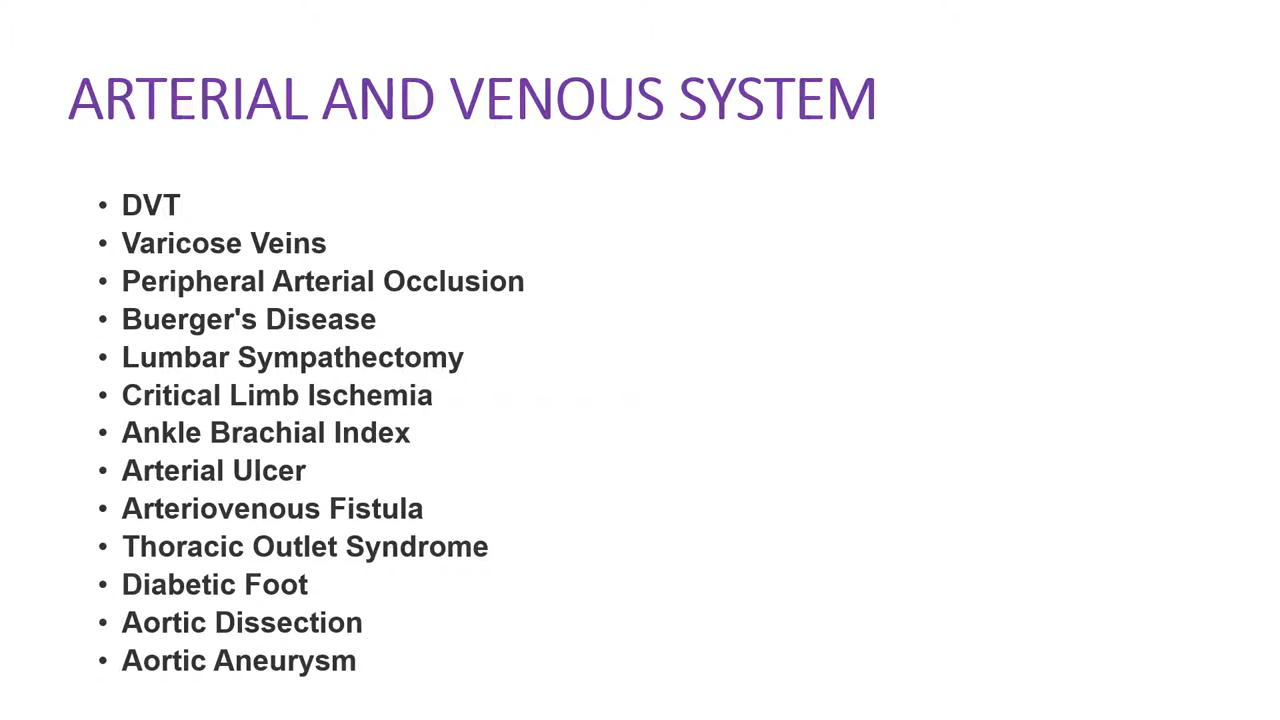 ARTERIAL AND VENOUS SYSTEM
• DVT
• Varicose Veins
• Peripheral Arterial Occlusion
• Buerger's Disease
• Lumbar Sympathectomy
• Critical Limb Ischemia
• Ankle Brachial Index
• Arterial Ulcer
• Arteriovenous Fistula
• Thoracic Outlet Syndrome
• Diabetic Foot
• Aortic Dissection
• Aortic Aneurysm